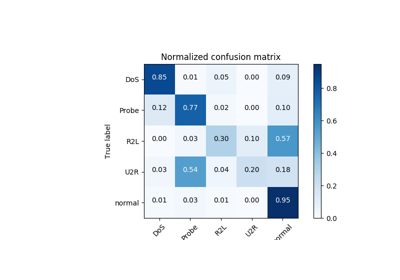 Normalized confusion matrix
DoS 0.85 0.01 0.05 0.00 0.09
Probe 0.12 0.77 0.02 0.00 0.10
R2L 0.00 0.03 0.30 0.10 0.57
U2R 0.03 0.54 0.04 0.20 0.18
normal 0.01 0.03 0.01 0.00 0.95
True label
DoS Probe R2L U2R normal
0.8
0.6
0.4
0.2
0.0